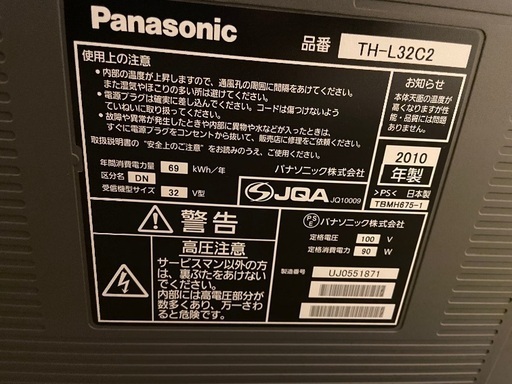 Panasonic
品番 TH-L32C2
使用上の注意
・内部の温度が上昇しますので、通風孔の周囲に間隔をあけてください。
また湿気やほこりの多い所は避けてください。
・電源プラグは確実に差し込んでください。コードは傷つけないよう
ていねいに取り扱ってください。
・故障や異常が発生したときや内部に異物や水などが入ったときは、
すぐに電源プラグをコンセントから抜いて、販売店に修理をご依頼ください。
取扱説明書の“安全上のご注意”をお読みのうえ、ご使用ください。
お知らせ
本体天面の温度が
高くなりますが性
能・品質には問題
ありません。
年間消費電力量 69 kWh/年
区分名 DN
受信機型サイズ 32 V型
パナソニック株式会社
JQA JQ10009
2010
年製
>PS< 日本製
TBMH675-1
警告
高圧注意
サービスマン以外の方
は、裏ぶたをあけない
でください。
内部には高電圧部分が
数多くあり、万一さわ
ると危険です。
PS
E
パナソニック株式会社
定格電圧 100 V
定格消費電力 90 W
製造番号 UJ0551871